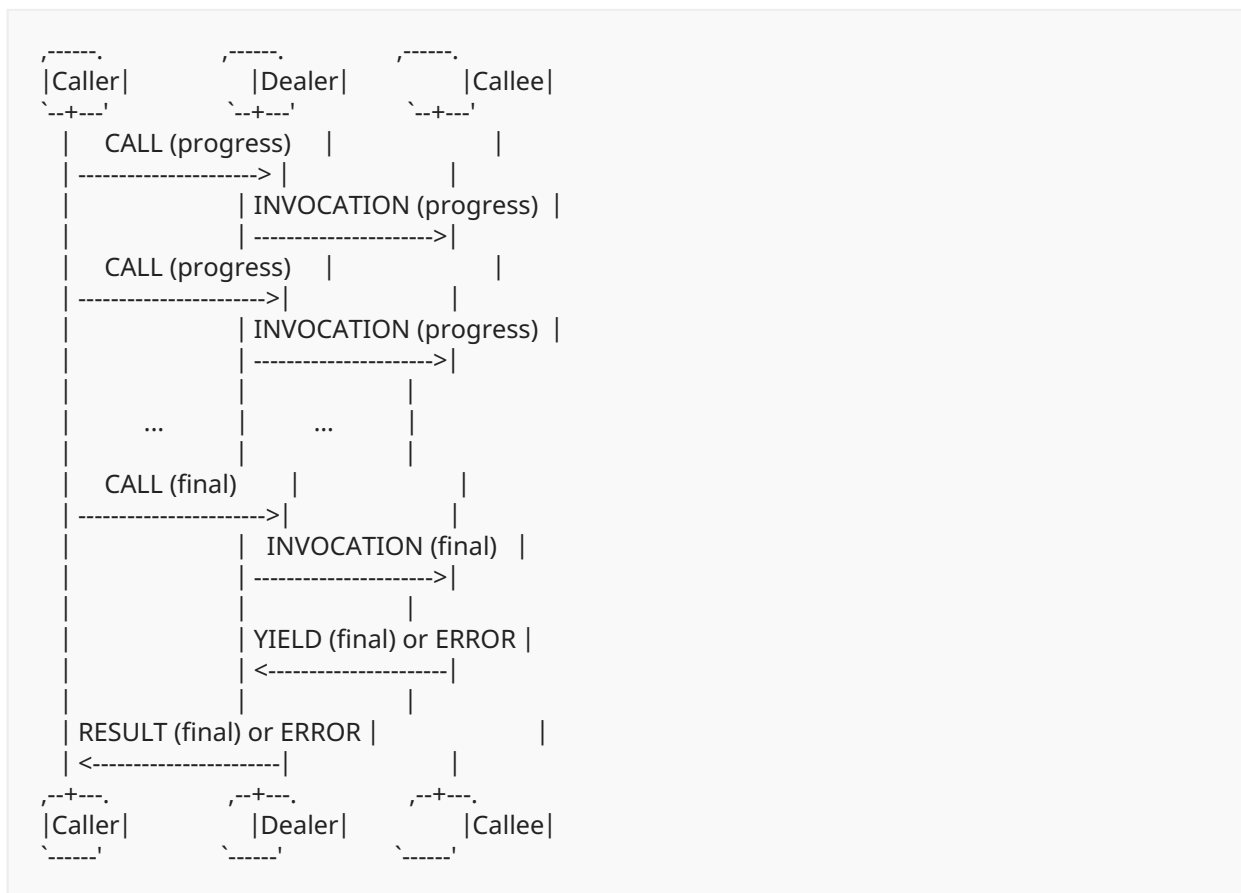 ,------.          ,------.          ,------.
|Caller|          |Dealer|          |Callee|
`--+---'          `--+---'          `--+---'
   |   CALL (progress)   |                 |
   | ----------------------> |                 |
   |                 | INVOCATION (progress) |
   |                 | ---------------------->|
   |   CALL (progress)   |                 |
   | ----------------------->|                 |
   |                 | INVOCATION (progress) |
   |                 | ---------------------->|
   |                 |                 |
   |        ...        |       ...        |
   |                 |                 |
   |   CALL (final)      |                 |
   | ----------------------->|                 |
   |                 |  INVOCATION (final)  |
   |                 | ---------------------->|
   |                 |                 |
   |                 | YIELD (final) or ERROR |
   |                 | <----------------------|
   |                 |                 |
   | RESULT (final) or ERROR |                 |
   | <-----------------------|                 |
,--+---.          ,--+---.          ,--+---.
|Caller|          |Dealer|          |Callee|
`------'          `------'          `------'